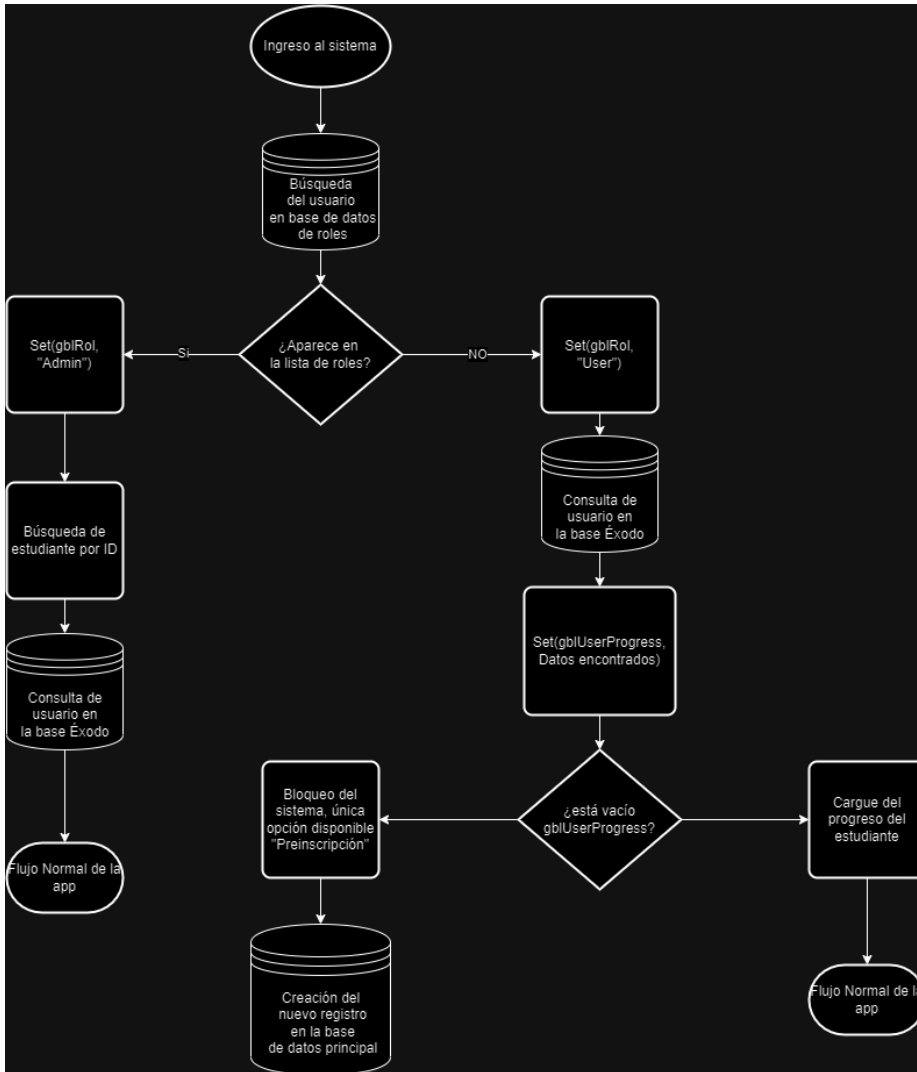 Ingreso al sistema
Búsqueda
del usuario
en base de datos
de roles
¿Aparece en
la lista de roles?
Si
NO
Set(gblRol,
"Admin")
Set(gblRol,
"User")
Búsqueda de
estudiante por ID
Consulta de
usuario en
la base Éxodo
Consulta de
usuario en
la base Éxodo
Flujo Normal de la
app
Set(gblUserProgress,
Datos encontrados)
¿está vacío
gblUserProgress?
Bloqueo del
sistema, única
opción disponible
"Preinscripción"
Creación del
nuevo registro
en la base
de datos principal
Cargue del
progreso del
estudiante
Flujo Normal de la
app